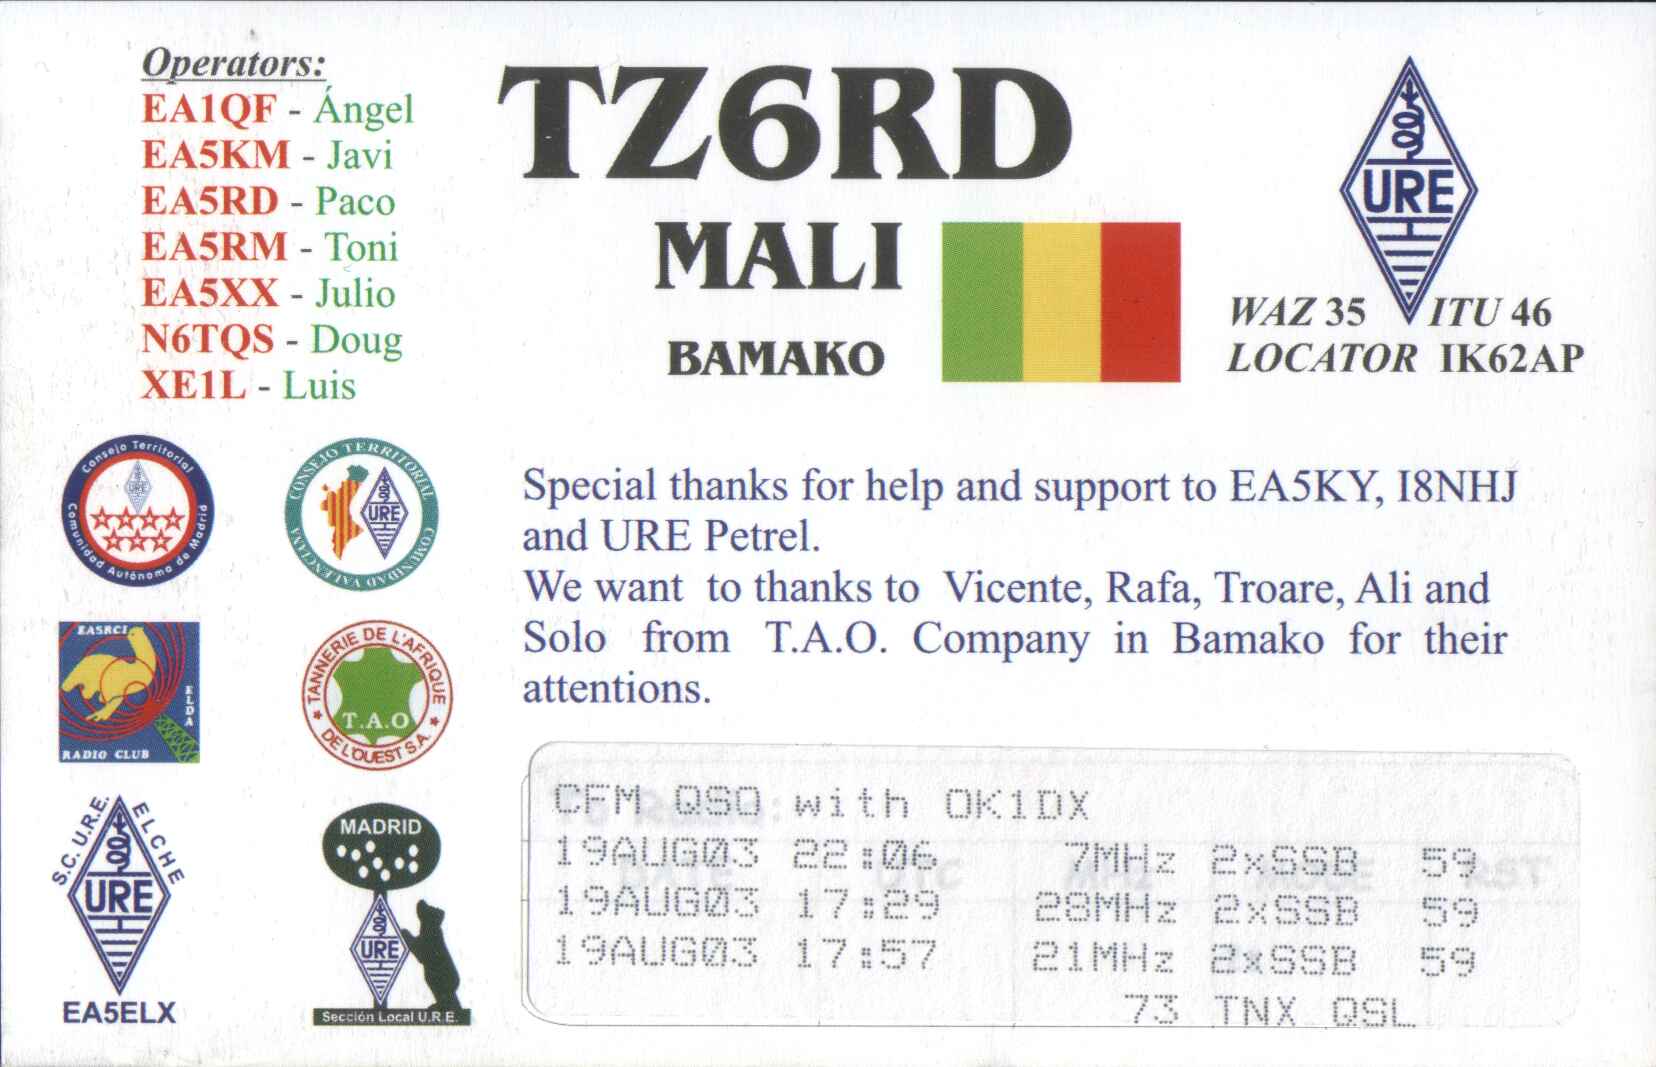 Operators:
EA1QF - Ángel
EA5KM - Javi
EA5RD - Paco
EA5RM - Toni
EA5XX - Julio
N6TQS - Doug
XE1L - Luis
TZ6RD
MALI
BAMAKO
URE
WAZ 35 ITU 46
LOCATOR IK62AP
Consejo Territorial
URE
Comunidad Autónoma de Madrid
CONSEJO TERRITORIAL
URE
COMUNIDAD VALENCIANA
EA5RCI
ELDA
RADIO CLUB
TANNERIE DE L'AFRIQUE
T.A.O
DE L'OUEST S.A.
S.C. U.R.E. ELCHE
URE
EA5ELX
MADRID
URE
Sección Local U.R.E.
Special thanks for help and support to EA5KY, I8NHJ
and URE Petrel.
We want to thanks to Vicente, Rafa, Troare, Ali and
Solo from T.A.O. Company in Bamako for their
attentions.
CFM QSO with OK1DX
19AUG03 22:06 7MHz 2xSSB 59
19AUG03 17:29 28MHz 2xSSB 59
19AUG03 17:57 21MHz 2xSSB 59
73 TNX QSL